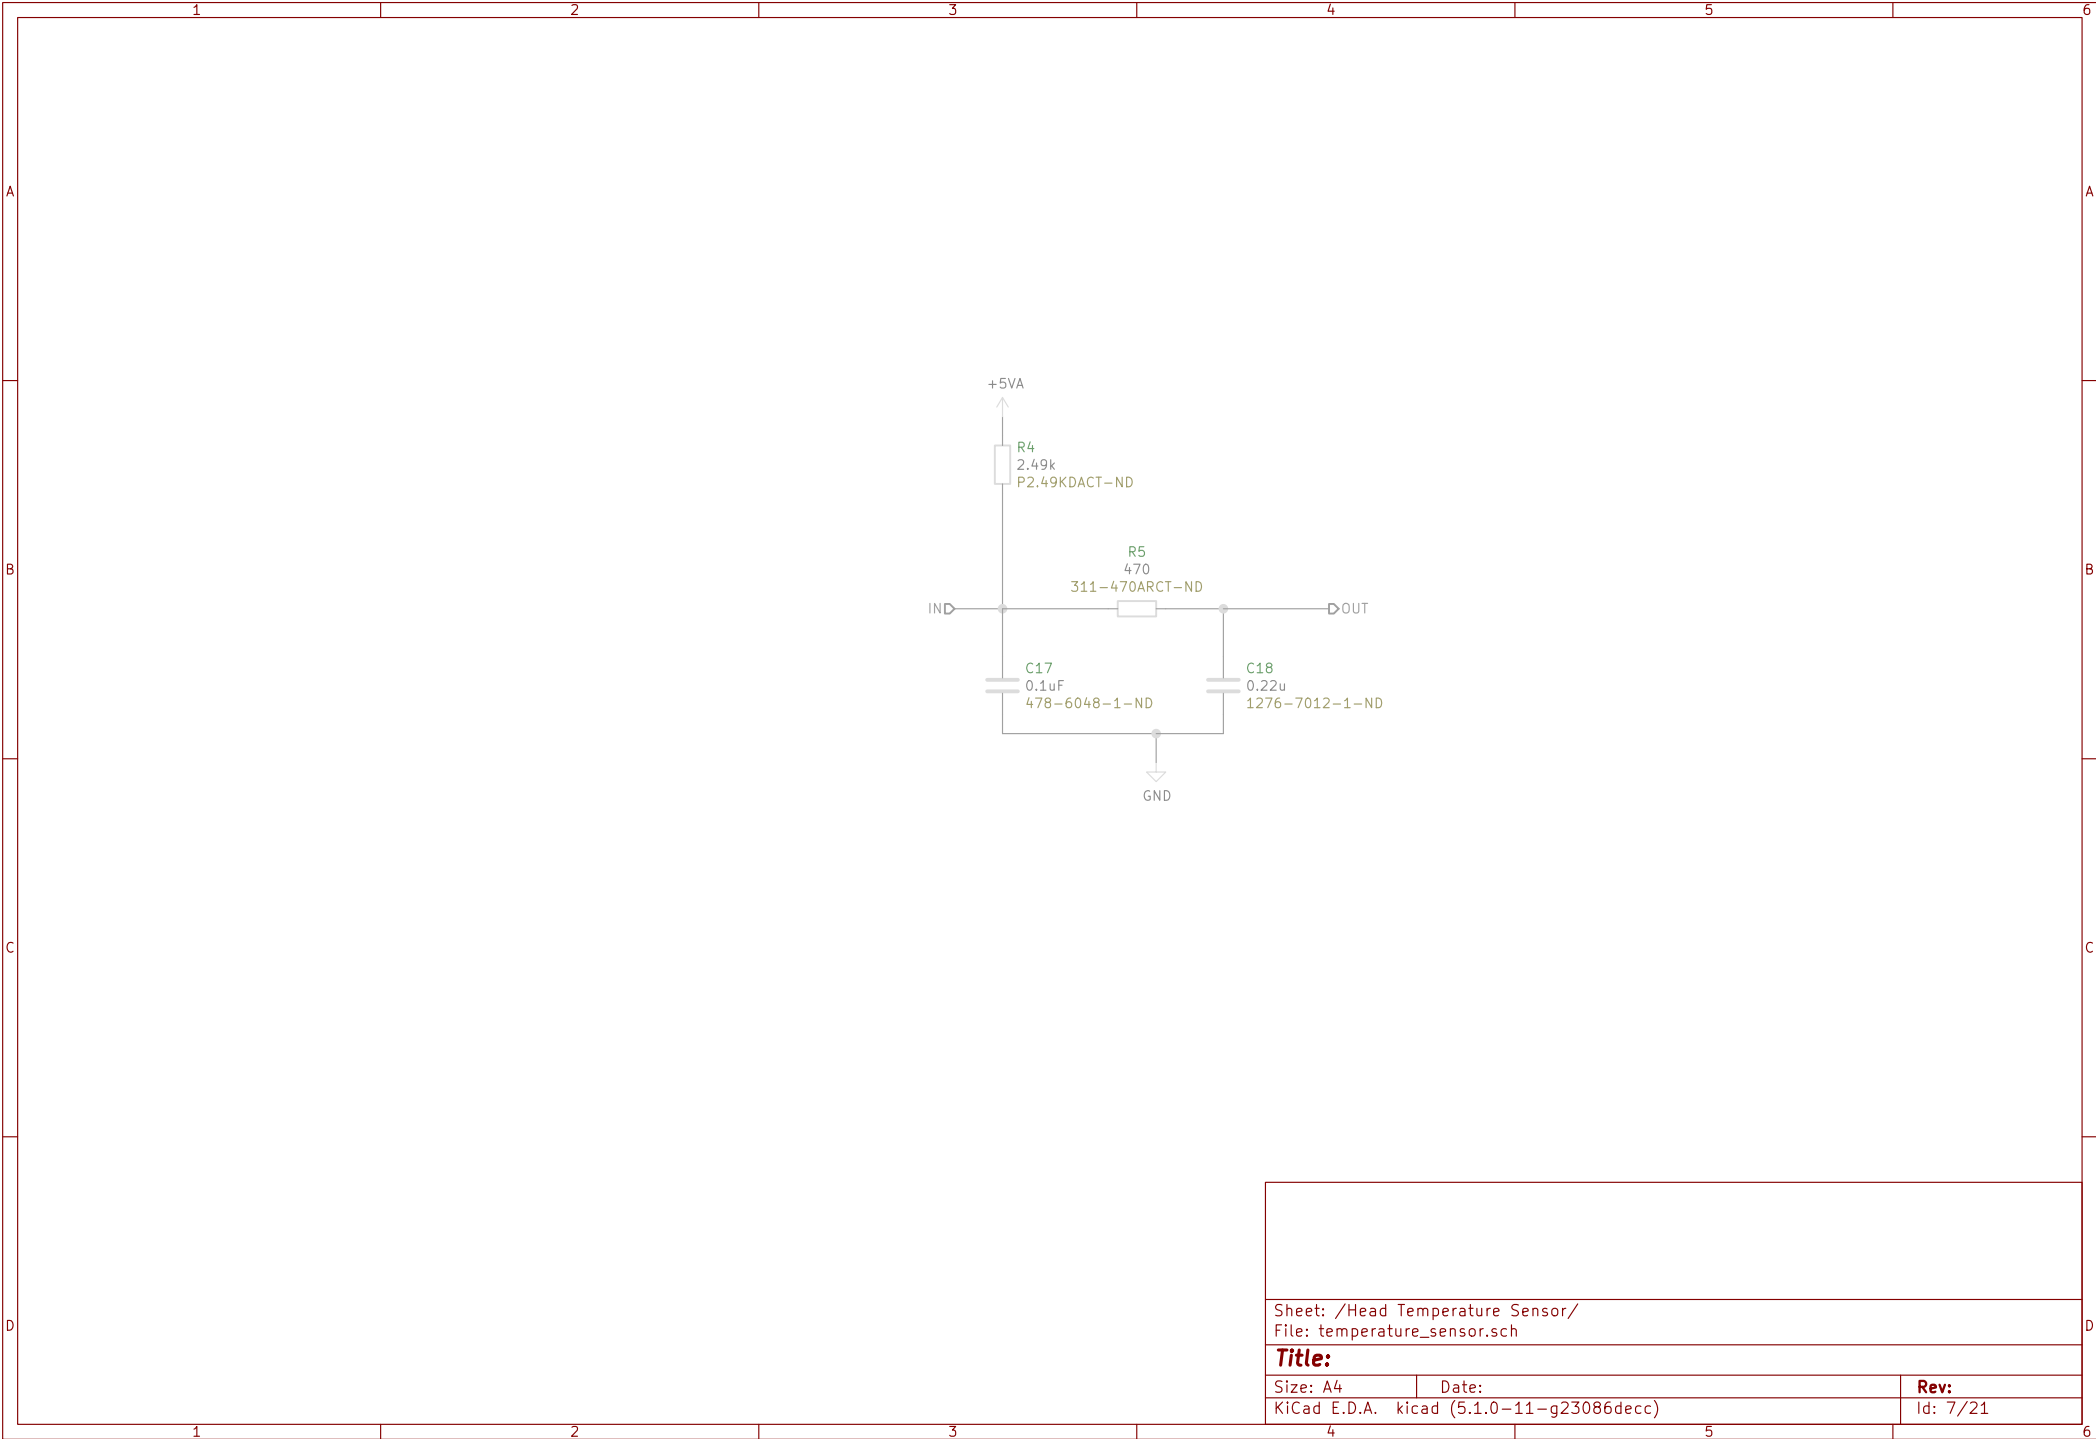 1 2 3 4 5 6
A A
+5VA
R4
2.49k
P2.49KDACT-ND
R5
470
311-470ARCT-ND
B B
IN OUT
C17
0.1uF
478-6048-1-ND
C18
0.22u
1276-7012-1-ND
GND
C C
Sheet: /Head Temperature Sensor/
File: temperature_sensor.sch
D D
Title:
Size: A4 Date: Rev:
KiCad E.D.A. kicad (5.1.0-11-g23086decc) Id: 7/21
1 2 3 4 5 6